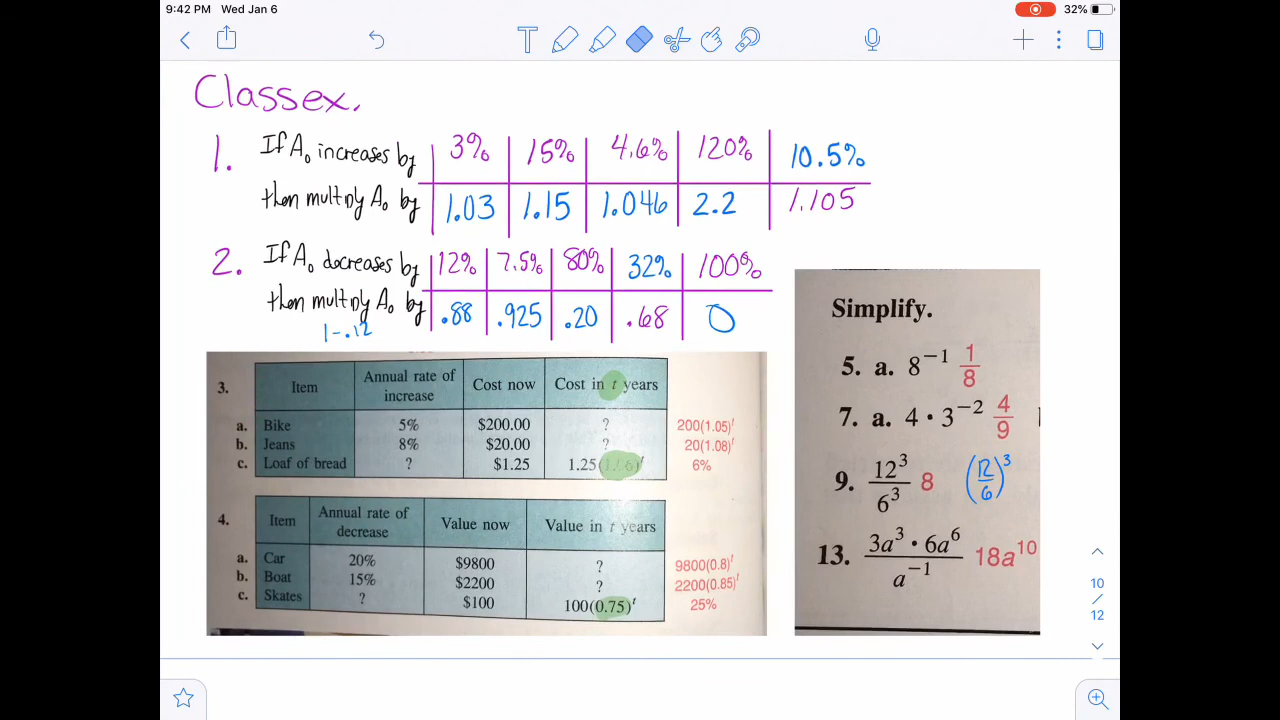 9:42 PM Wed Jan 6
32%
Classex.
1. If A₀ increases by 3% 15% 4.6% 120% 10.5%
then multiply A₀ by 1.03 1.15 1.046 2.2 1.105
2. If A₀ decreases by 12% 7.5% 80% 32% 100%
then multiply A₀ by .88 .925 .20 .68 0
1-.12
3. Item Annual rate of increase Cost now Cost in t years
a. Bike 5% $200.00 ? 200(1.05)ᵗ
b. Jeans 8% $20.00 ? 20(1.08)ᵗ
c. Loaf of bread ? $1.25 1.25(1.06)ᵗ 6%
4. Item Annual rate of decrease Value now Value in t years
a. Car 20% $9800 ? 9800(0.8)ᵗ
b. Boat 15% $2200 ? 2200(0.85)ᵗ
c. Skates ? $100 100(0.75)ᵗ 25%
Simplify.
5. a. 8⁻¹ 1/8
7. a. 4 · 3⁻² 4/9
9. 12³/6³ 8 (12/6)³
13. 3a³ · 6a⁶/a⁻¹ 18a¹⁰
10
/
12